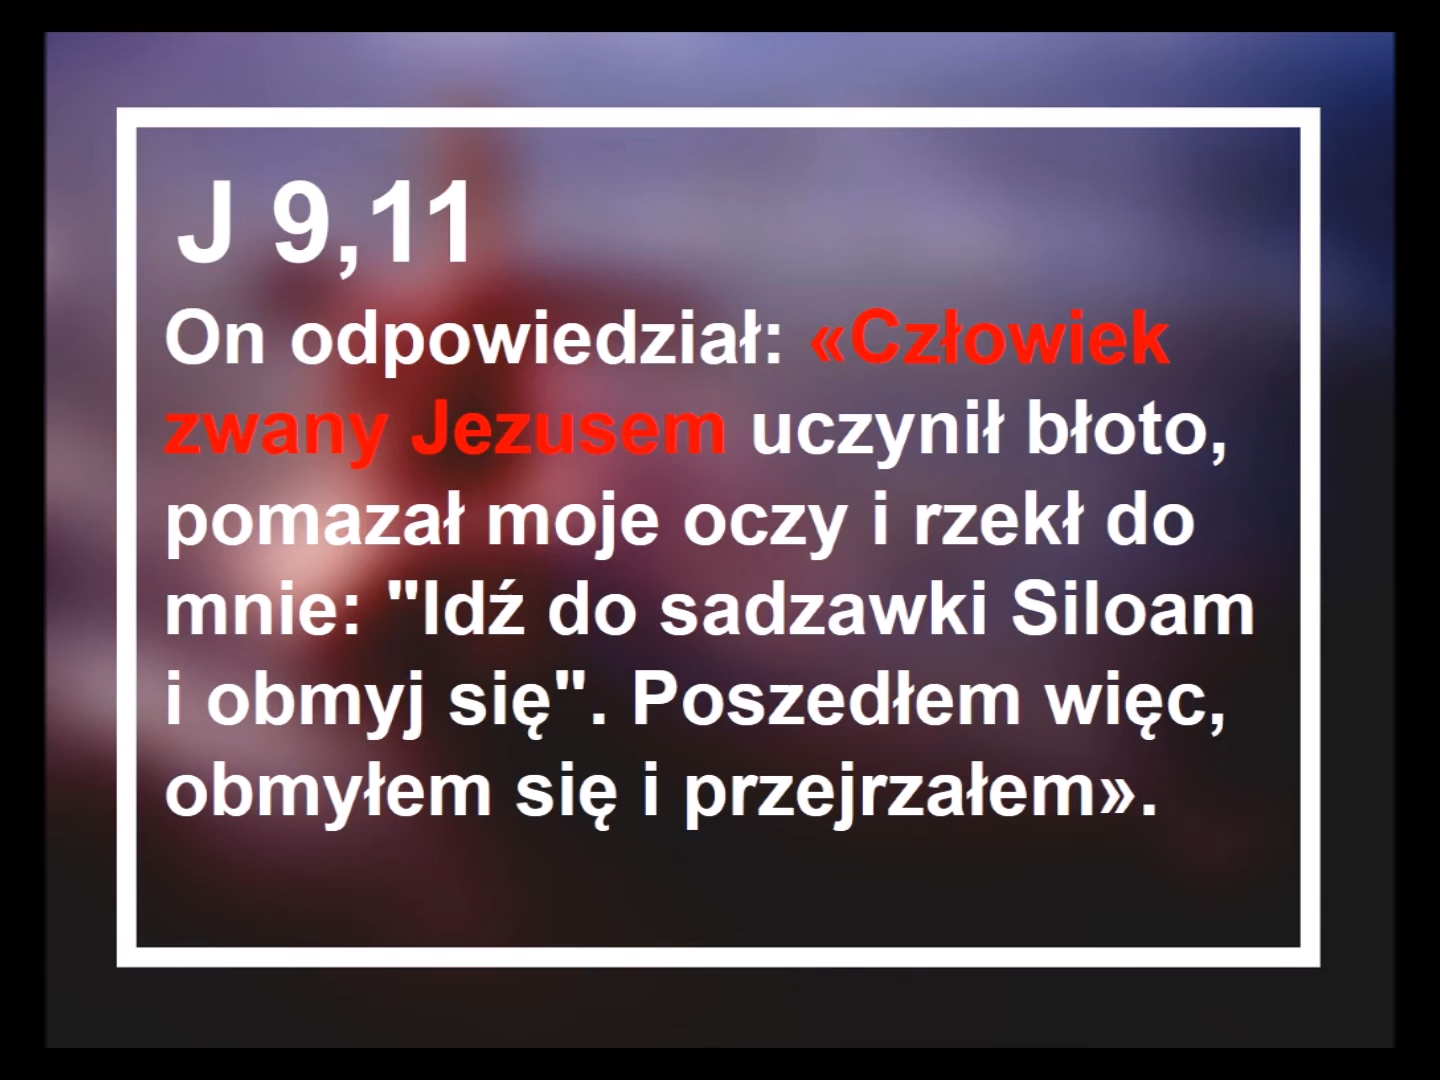 J 9,11
On odpowiedział: «Człowiek
zwany Jezusem uczynił błoto,
pomazał moje oczy i rzekł do
mnie: "Idź do sadzawki Siloam
i obmyj się". Poszedłem więc,
obmyłem się i przejrzałem».